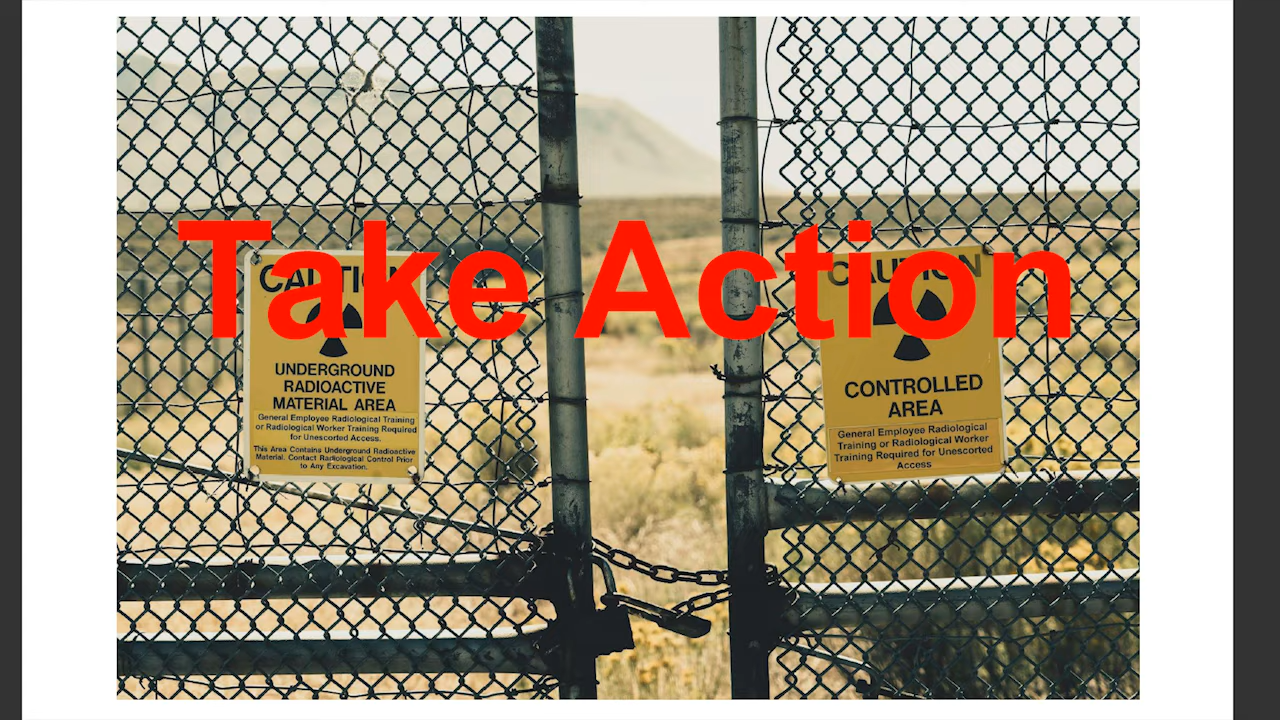 Take Action
CAUTION
UNDERGROUND
RADIOACTIVE
MATERIAL AREA
General Employee Radiological Training
or Radiological Worker Training Required
for Unescorted Access.
This Area Contains Underground Radioactive
Material. Contact Radiological Control Prior
to Any Excavation.
CAUTION
CONTROLLED
AREA
General Employee Radiological
Training or Radiological Worker
Training Required for Unescorted
Access